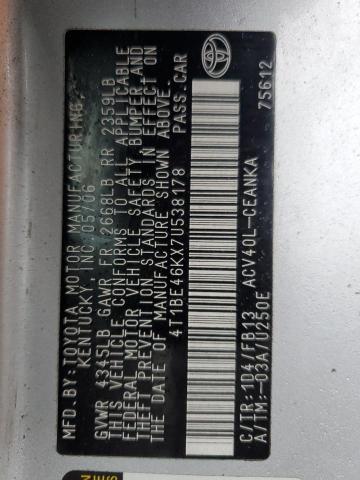 MFD.BY:TOYOTA MOTOR MANUFACTURING,
KENTUCKY, INC 05/06
GVWR 4345LB GAWR FR 2668LB RR 2359LB
THIS VEHICLE CONFORMS TO ALL APPLICABLE
FEDERAL MOTOR VEHICLE SAFETY, BUMPER AND
THEFT PREVENTION STANDARDS IN EFFECT ON
THE DATE OF MANUFACTURE SHOWN ABOVE.
4T1BE46KX7U538178 PASS.CAR
C/TR:1D4/FB13 ACV40L-CEANKA
A/TM:-03A/U250E 75612